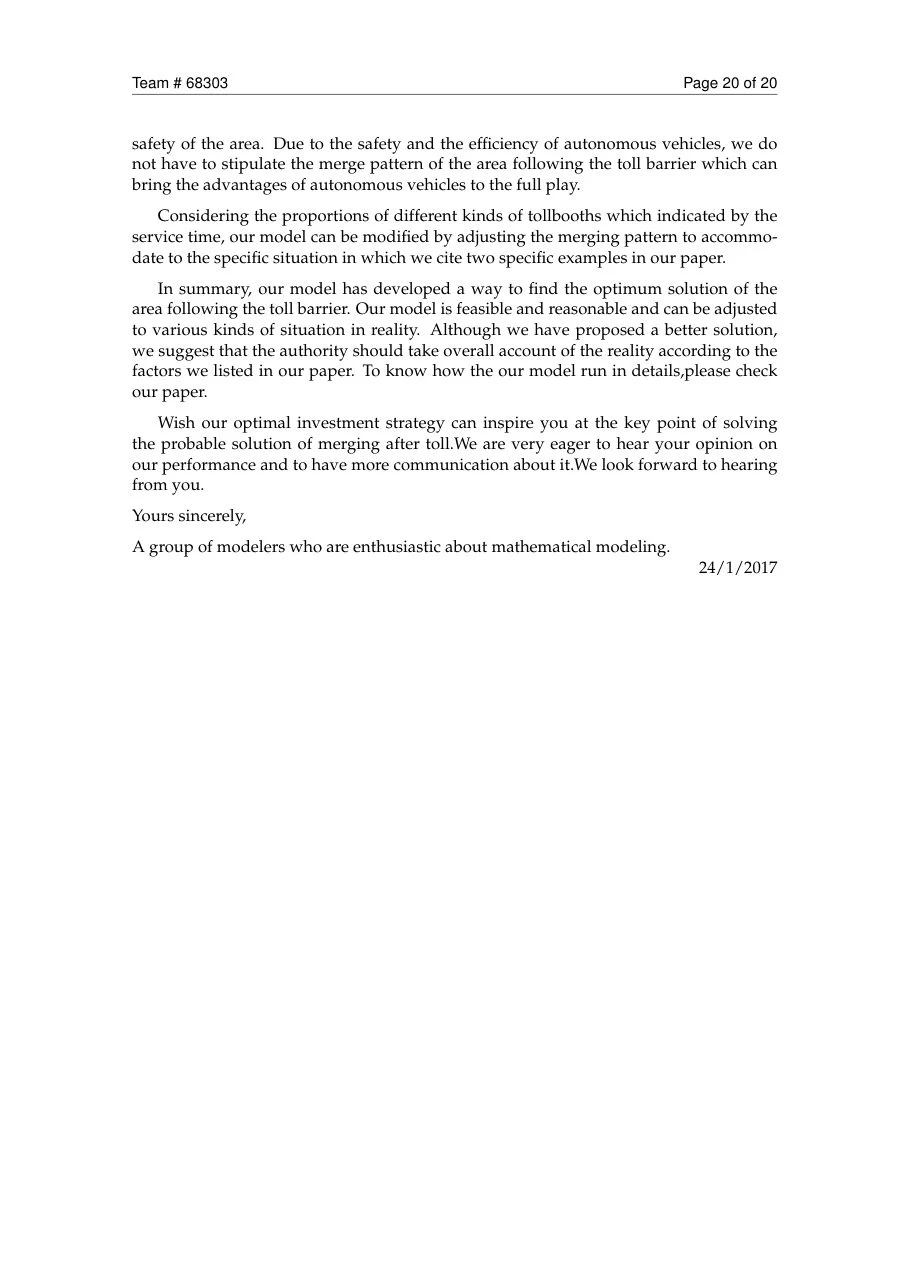 Team # 68303 Page 20 of 20
safety of the area. Due to the safety and the efficiency of autonomous vehicles, we do
not have to stipulate the merge pattern of the area following the toll barrier which can
bring the advantages of autonomous vehicles to the full play.
Considering the proportions of different kinds of tollbooths which indicated by the
service time, our model can be modified by adjusting the merging pattern to accommo-
date to the specific situation in which we cite two specific examples in our paper.
In summary, our model has developed a way to find the optimum solution of the
area following the toll barrier. Our model is feasible and reasonable and can be adjusted
to various kinds of situation in reality. Although we have proposed a better solution,
we suggest that the authority should take overall account of the reality according to the
factors we listed in our paper. To know how the our model run in details,please check
our paper.
Wish our optimal investment strategy can inspire you at the key point of solving
the probable solution of merging after toll.We are very eager to hear your opinion on
our performance and to have more communication about it.We look forward to hearing
from you.
Yours sincerely,
A group of modelers who are enthusiastic about mathematical modeling.
24/1/2017